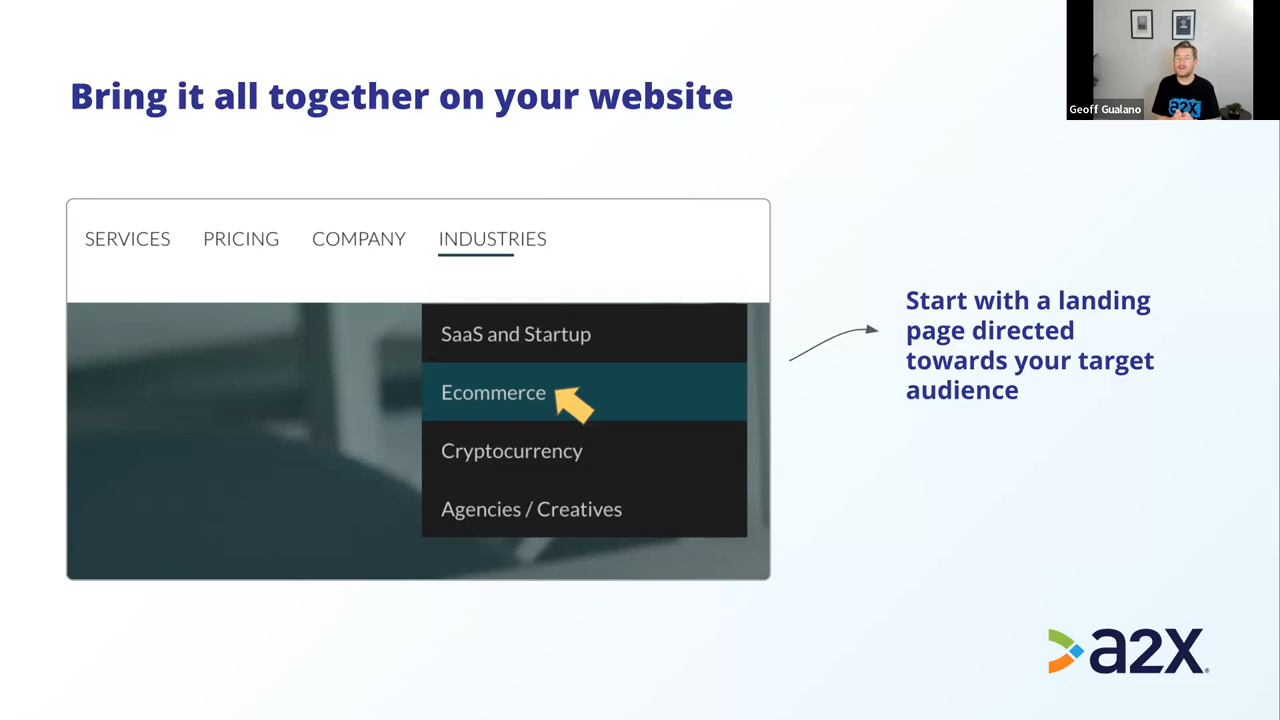 Bring it all together on your website
Geoff Gualano
a2x
SERVICES PRICING COMPANY INDUSTRIES
SaaS and Startup
Ecommerce
Cryptocurrency
Agencies / Creatives
Start with a landing
page directed
towards your target
audience
a2x